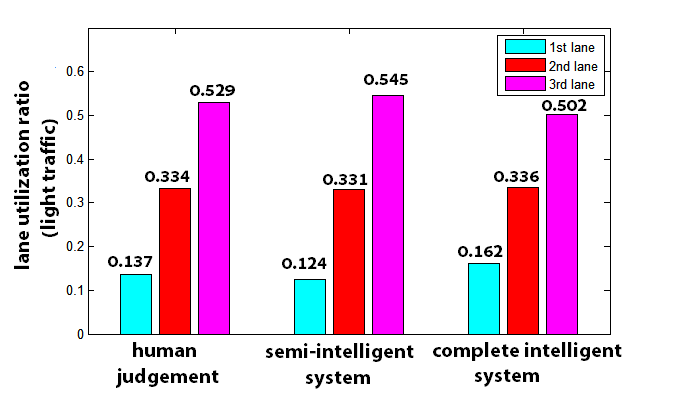 lane utilization ratio
(light traffic)
0.6
0.5
0.4
0.3
0.2
0.1
0
1st lane
2nd lane
3rd lane
0.137
0.334
0.529
0.124
0.331
0.545
0.162
0.336
0.502
human
judgement
semi-intelligent
system
complete intelligent
system